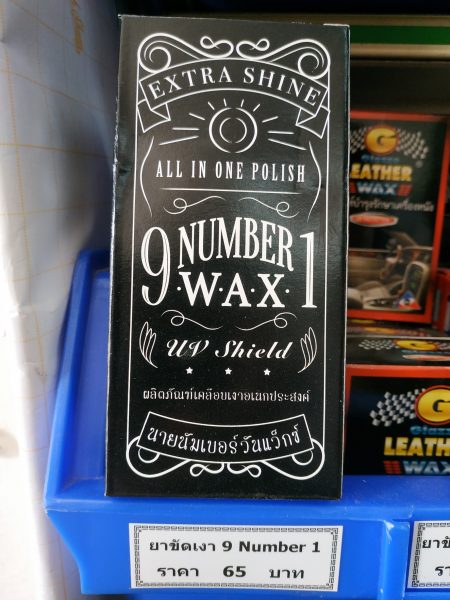 EXTRA SHINE
ALL IN ONE POLISH
9 NUMBER 1
W.A.X.
UV Shield
ผลิตภัณฑ์เคลือบเงาอเนกประสงค์
นายนัมเบอร์วันแว็กซ์
ยาขัดเงา 9 Number 1
ราคา 65 บาท
G
Glazzo
LEATHER
WAX
G
LEATHER
WAX